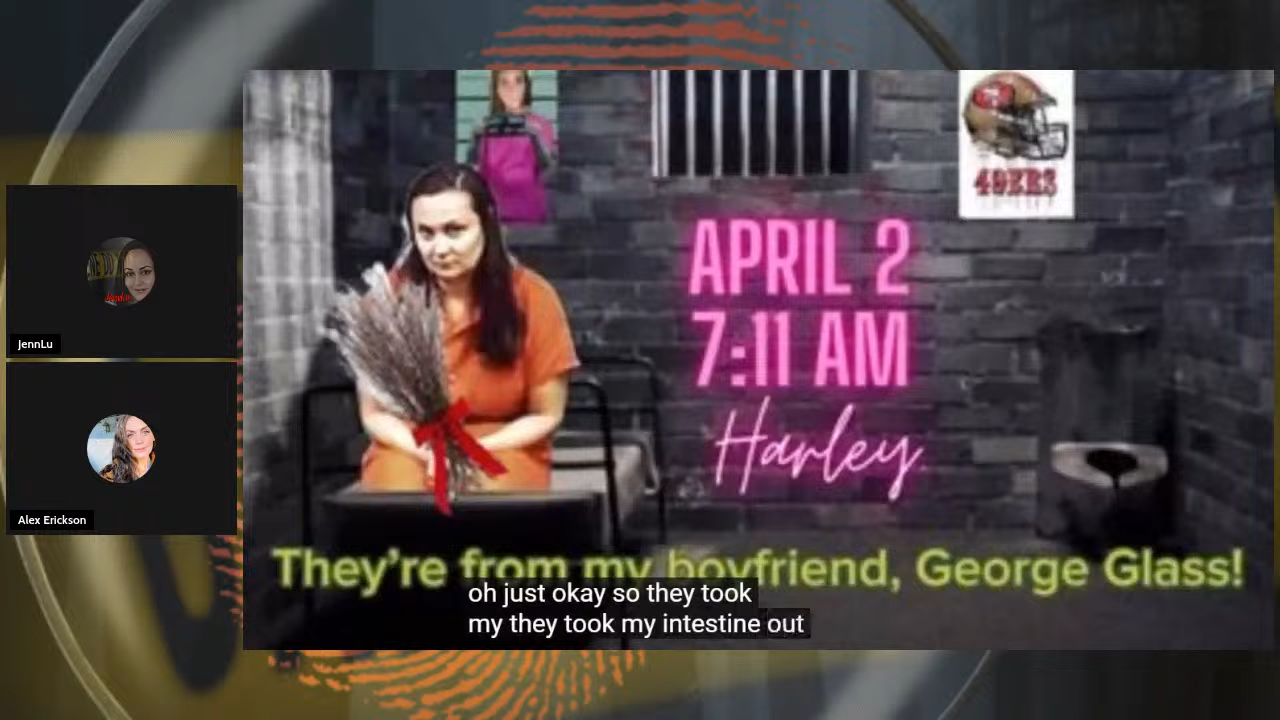 JennLu
Alex Erickson
49ERS
APRIL 2
7:11 AM
Harley
They're from my boyfriend, George Glass!
oh just okay so they took
my they took my intestine out